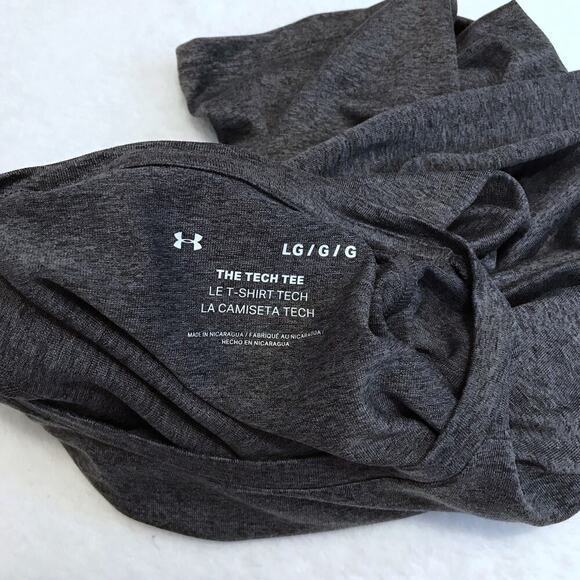 LG / G / G
THE TECH TEE
LE T-SHIRT TECH
LA CAMISETA TECH
MADE IN NICARAGUA / FABRIQUÉ AU NICARAGUA /
HECHO EN NICARAGUA